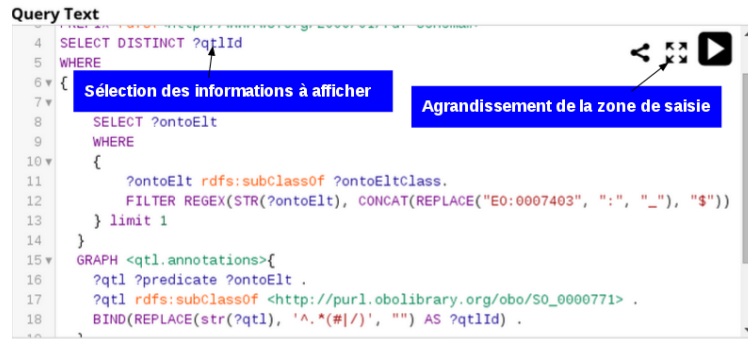 Query Text
4 SELECT DISTINCT ?qtlId
5 WHERE
6 {
Sélection des informations à afficher
Agrandissement de la zone de saisie
7
8 SELECT ?ontoElt
9 WHERE
10 {
11 ?ontoElt rdfs:subClassOf ?ontoEltClass.
12 FILTER REGEX(STR(?ontoElt), CONCAT(REPLACE("EO:0007403", ":", "_"), "$"))
13 } limit 1
14 }
15 GRAPH <qtl.annotations>{
16 ?qtl ?predicate ?ontoElt .
17 ?qtl rdfs:subClassOf <http://purl.obolibrary.org/obo/SO_0000771> .
18 BIND(REPLACE(str(?qtl), '^.*(#|/)', "") AS ?qtlId) .